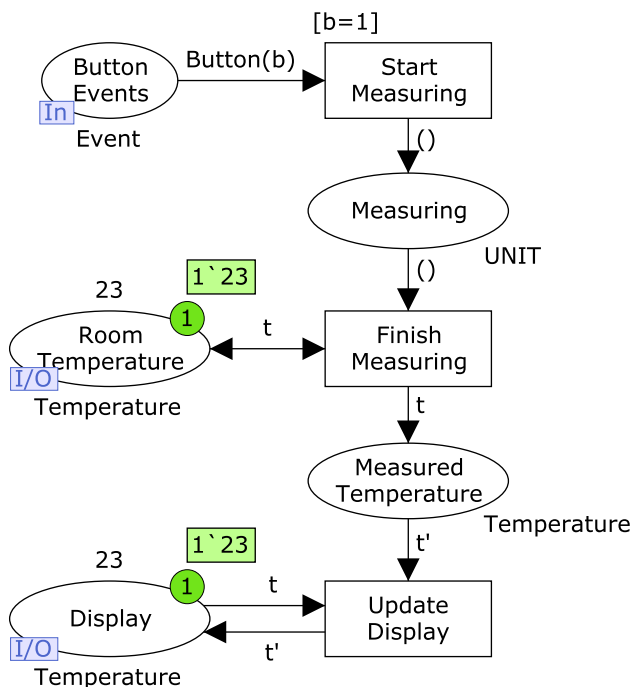 [b=1]
Button
Events
In
Event
Button(b)
Start
Measuring
()
Measuring
UNIT
()
1`23
23
1
Room
Temperature
I/O
Temperature
t
Finish
Measuring
t
Measured
Temperature
Temperature
t'
1`23
23
1
Display
I/O
Temperature
t
t'
Update
Display